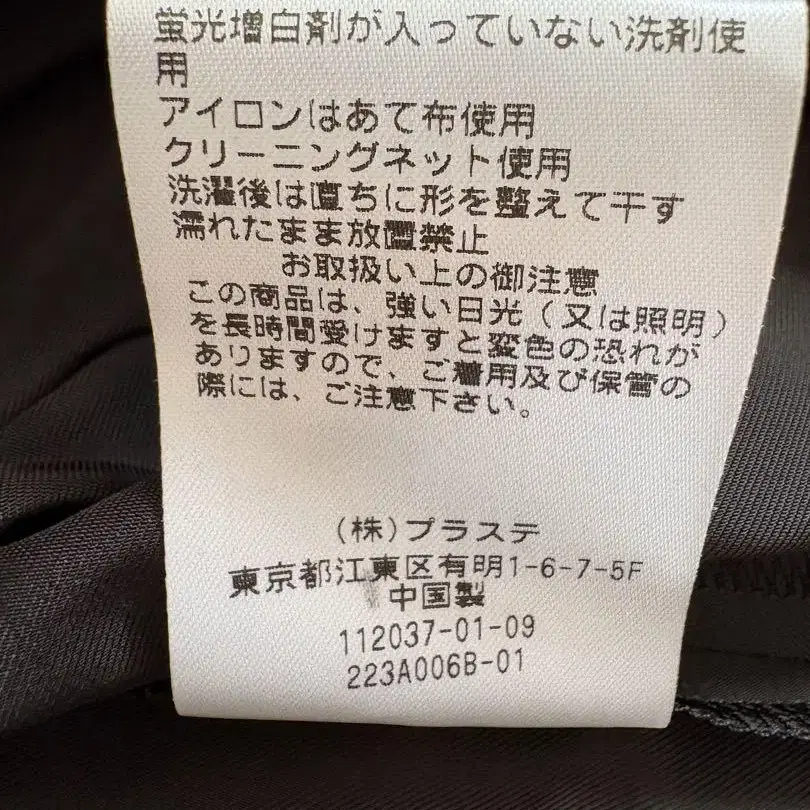 蛍光増白剤が入っていない洗剤使
用
アイロンはあて布使用
クリーニングネット使用
洗濯後は直ちに形を整えて干す
濡れたまま放置禁止
お取扱い上の御注意
この商品は、強い日光(又は照明)
を長時間受けますと変色の恐れが
ありますので、ご着用及び保管の
際には、ご注意下さい。
(株)プラステ
東京都江東区有明1-6-7-5F
中国製
112037-01-09
223A006B-01